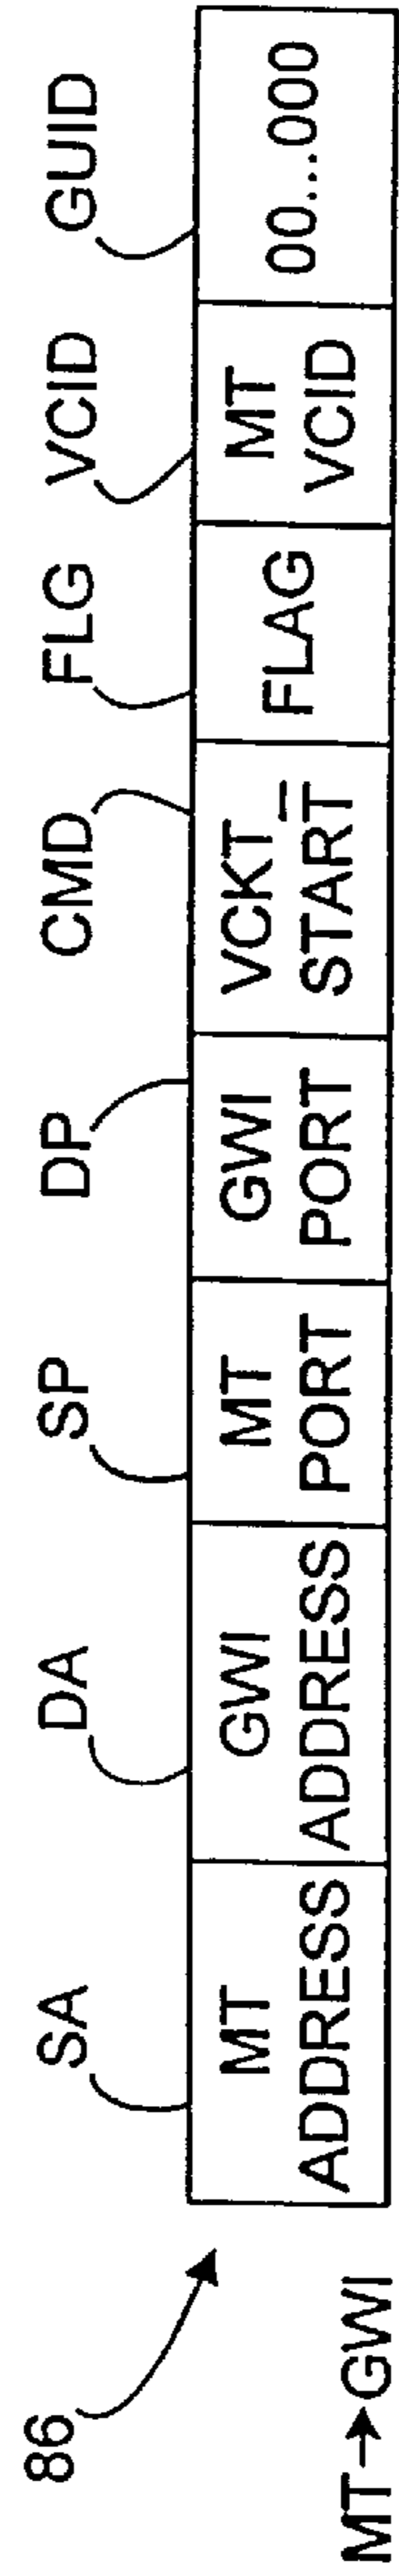 86
SA DA SP DP CMD FLG VCID GUID
MT ADDRESS
GWI ADDRESS
MT PORT
GWI PORT
VCKT_ START
FLAG
MT VCID
00...000
MT→GWI